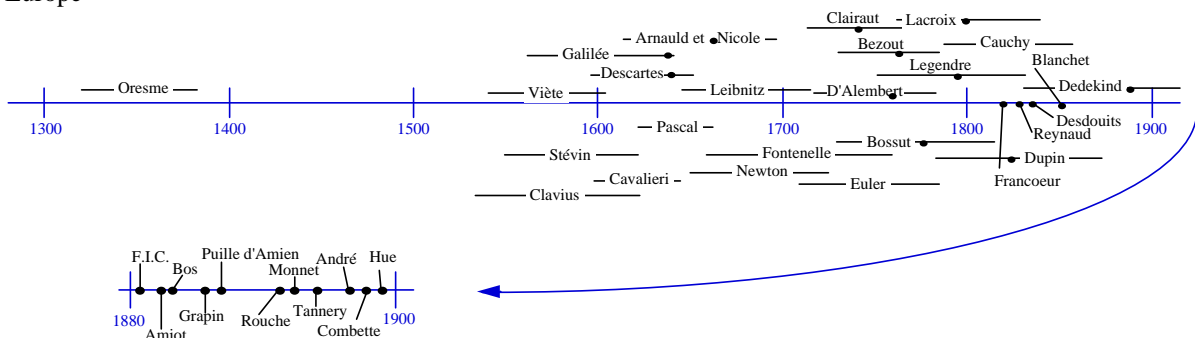 Europe
Clairaut Lacroix
Arnauld et Nicole
Bezout Cauchy
Galilée Blanchet
Descartes Legendre
Oresme Viète Leibnitz D'Alembert Dedekind
1300 1400 1500 1600 1700 1800 1900
Pascal Desdouits
Bossut Reynaud
Stévin Fontenelle Dupin
Cavalieri Newton Francoeur
Clavius Euler
Puille d'Amien André Hue
F.I.C. Bos Monnet
1880 Grapin Rouche Tannery 1900
Amiot Combette